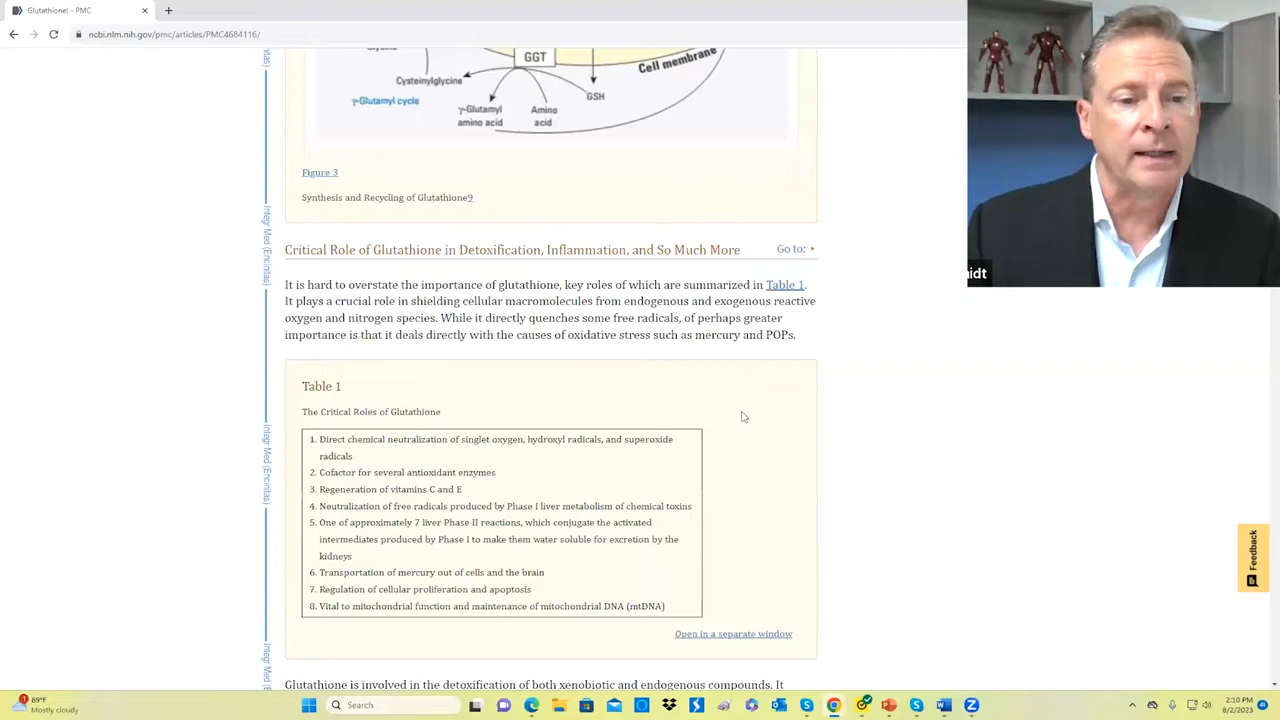 Glutathione! - PMC
ncbi.nlm.nih.gov/pmc/articles/PMC4684116/
GGT
Cell membrane
Cysteinylglycine
GSH
γ-Glutamyl cycle
γ-Glutamyl
amino acid
Amino
acid
Figure 3
Synthesis and Recycling of Glutathione9
Critical Role of Glutathione in Detoxification, Inflammation, and So Much More
Go to:
It is hard to overstate the importance of glutathione, key roles of which are summarized in Table 1.
It plays a crucial role in shielding cellular macromolecules from endogenous and exogenous reactive
oxygen and nitrogen species. While it directly quenches some free radicals, of perhaps greater
importance is that it deals directly with the causes of oxidative stress such as mercury and POPs.
Table 1
The Critical Roles of Glutathione
1. Direct chemical neutralization of singlet oxygen, hydroxyl radicals, and superoxide
radicals
2. Cofactor for several antioxidant enzymes
3. Regeneration of vitamins C and E
4. Neutralization of free radicals produced by Phase I liver metabolism of chemical toxins
5. One of approximately 7 liver Phase II reactions, which conjugate the activated
intermediates produced by Phase I to make them water soluble for excretion by the
kidneys
6. Transportation of mercury out of cells and the brain
7. Regulation of cellular proliferation and apoptosis
8. Vital to mitochondrial function and maintenance of mitochondrial DNA (mtDNA)
Open in a separate window
Glutathione is involved in the detoxification of both xenobiotic and endogenous compounds. It
Integr Med (Encinitas)
Integr Med (Encinitas)
idt
Feedback
1
89°F
Mostly cloudy
Search
2:10 PM
8/2/2023